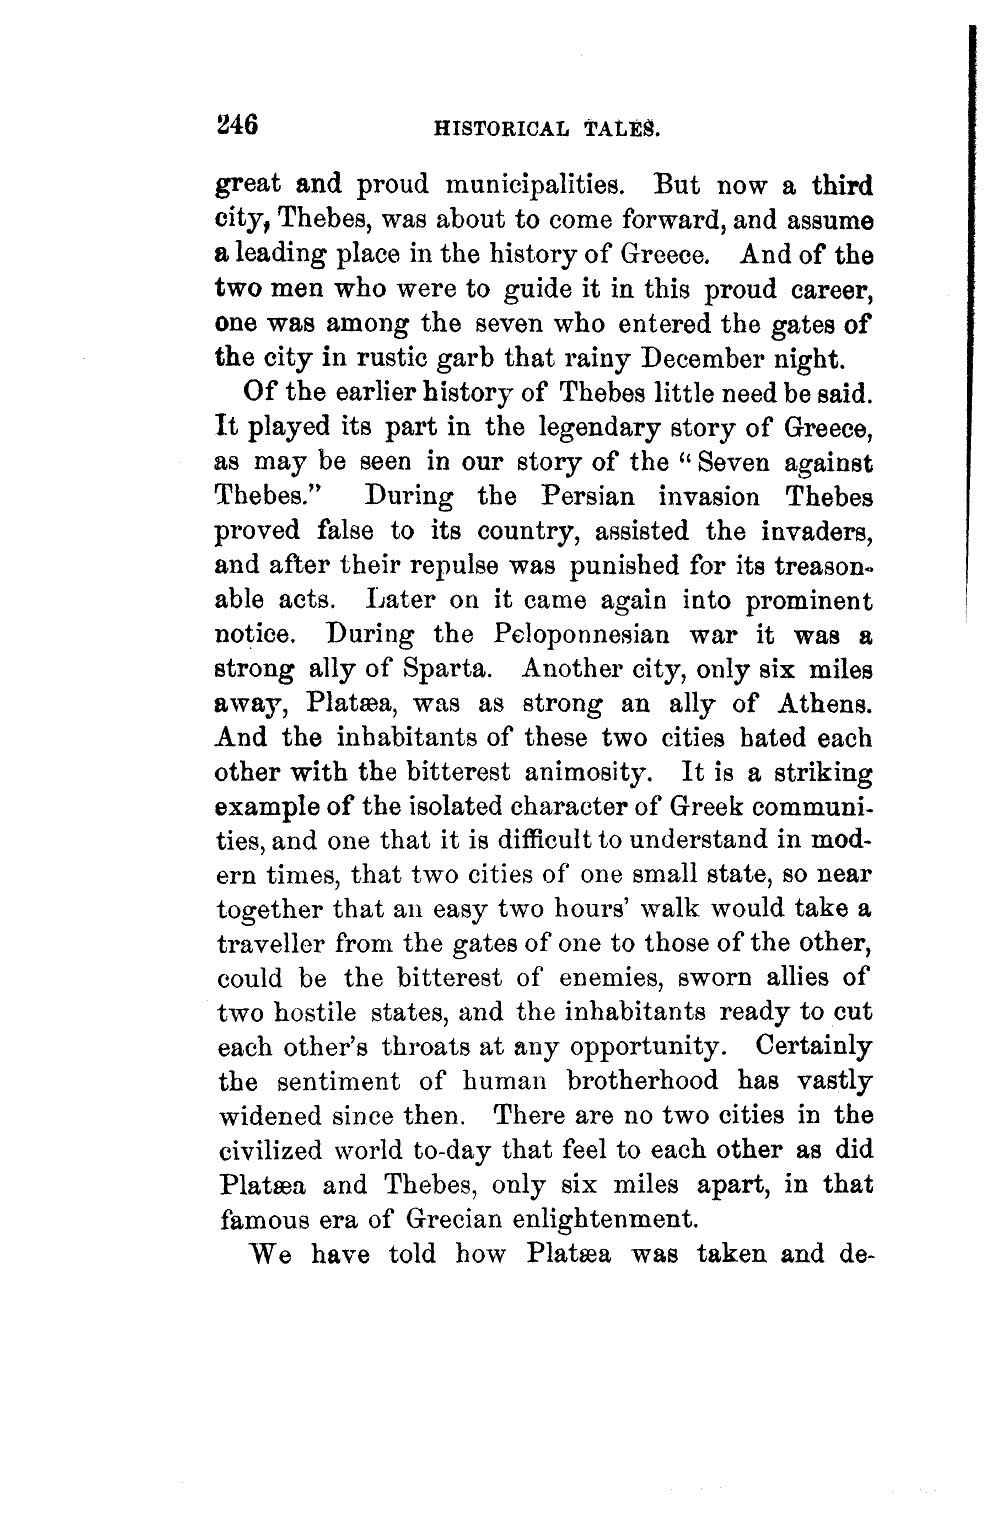 246 HISTORICAL TALES.
great and proud municipalities. But now a third
city, Thebes, was about to come forward, and assume
a leading place in the history of Greece. And of the
two men who were to guide it in this proud career,
one was among the seven who entered the gates of
the city in rustic garb that rainy December night.
Of the earlier history of Thebes little need be said.
It played its part in the legendary story of Greece,
as may be seen in our story of the “Seven against
Thebes.” During the Persian invasion Thebes
proved false to its country, assisted the invaders,
and after their repulse was punished for its treason-
able acts. Later on it came again into prominent
notice. During the Peloponnesian war it was a
strong ally of Sparta. Another city, only six miles
away, Platæa, was as strong an ally of Athens.
And the inhabitants of these two cities hated each
other with the bitterest animosity. It is a striking
example of the isolated character of Greek communi-
ties, and one that it is difficult to understand in mod-
ern times, that two cities of one small state, so near
together that an easy two hours’ walk would take a
traveller from the gates of one to those of the other,
could be the bitterest of enemies, sworn allies of
two hostile states, and the inhabitants ready to cut
each other’s throats at any opportunity. Certainly
the sentiment of human brotherhood has vastly
widened since then. There are no two cities in the
civilized world to-day that feel to each other as did
Platæa and Thebes, only six miles apart, in that
famous era of Grecian enlightenment.
We have told how Platæa was taken and de-